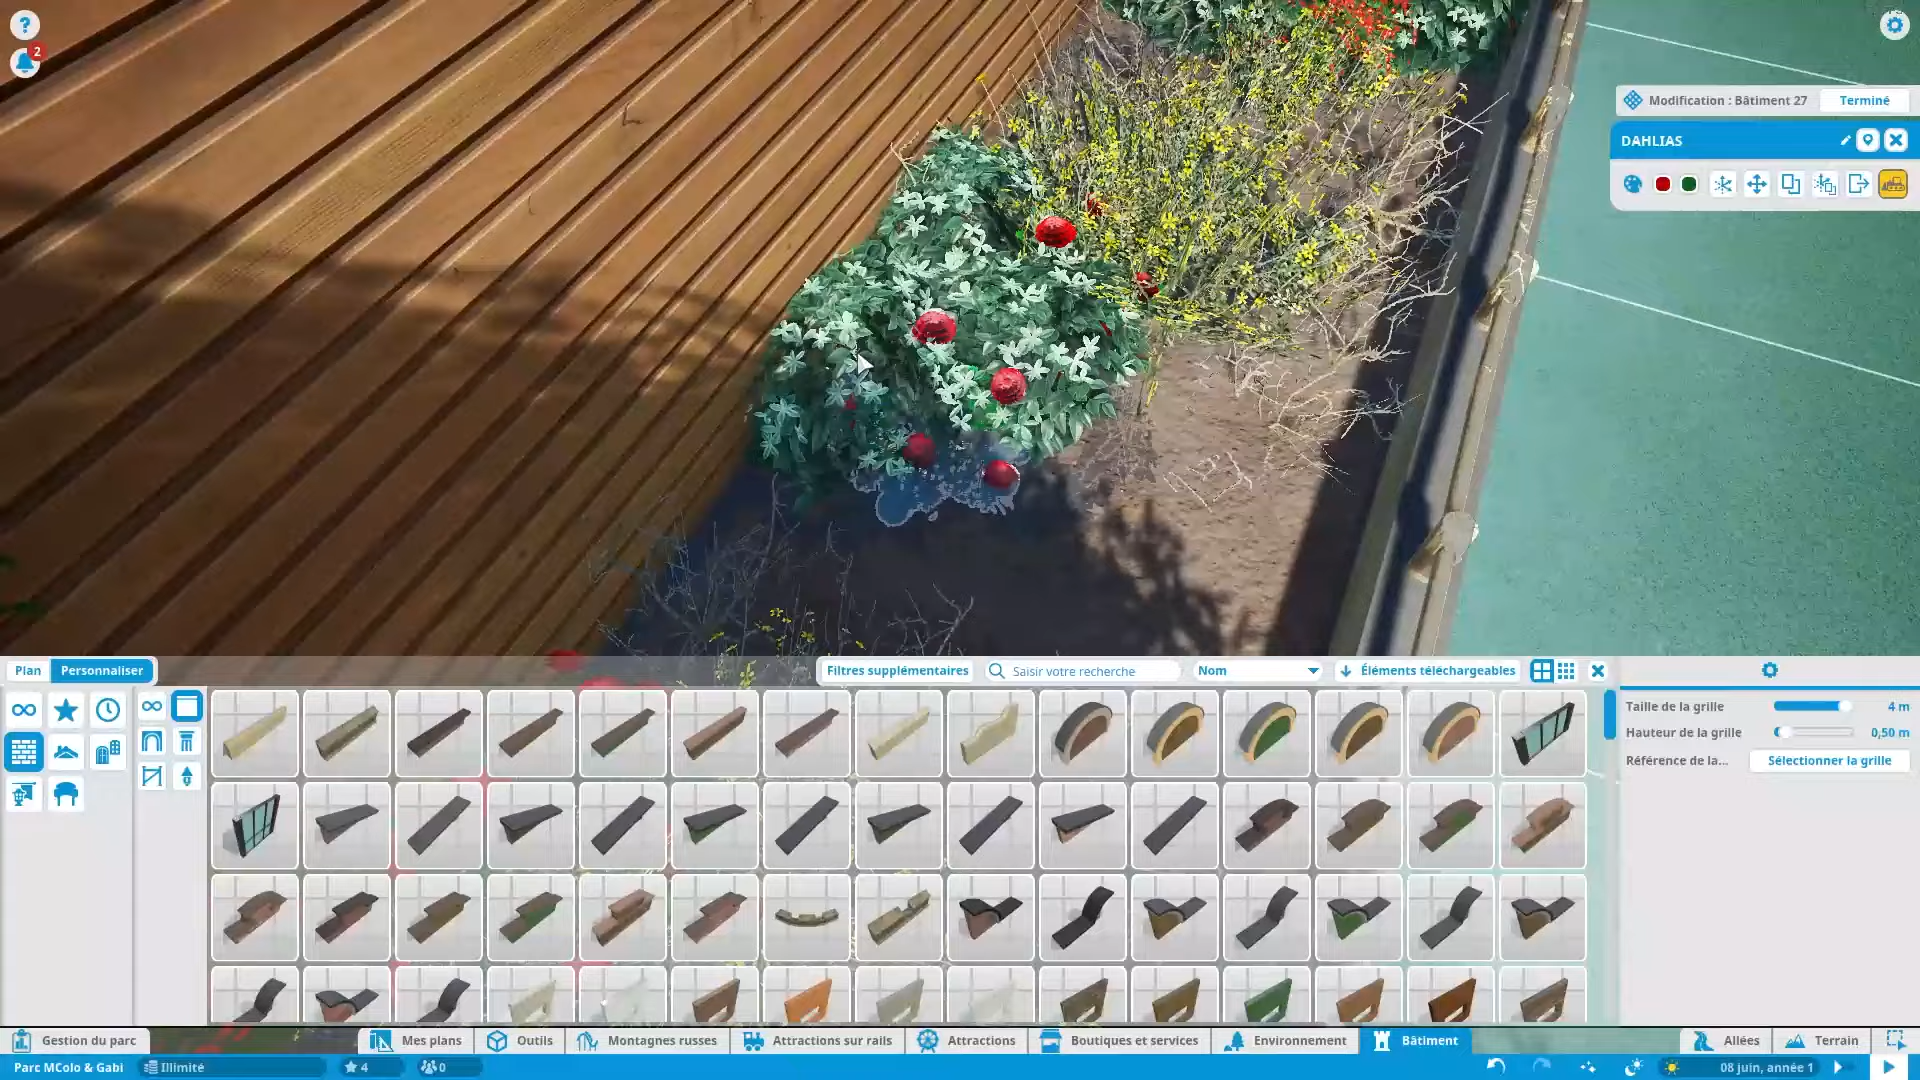 ?
2
Modification : Bâtiment 27
Terminé
DAHLIAS
Plan
Personnaliser
Filtres supplémentaires
Saisir votre recherche
Nom
Éléments téléchargeables
Taille de la grille
4 m
Hauteur de la grille
0,50 m
Référence de la...
Sélectionner la grille
Gestion du parc
Mes plans
Outils
Montagnes russes
Attractions sur rails
Attractions
Boutiques et services
Environnement
Bâtiment
Allées
Terrain
Parc MColo & Gabi
Illimité
4
0
08 juin, année 1